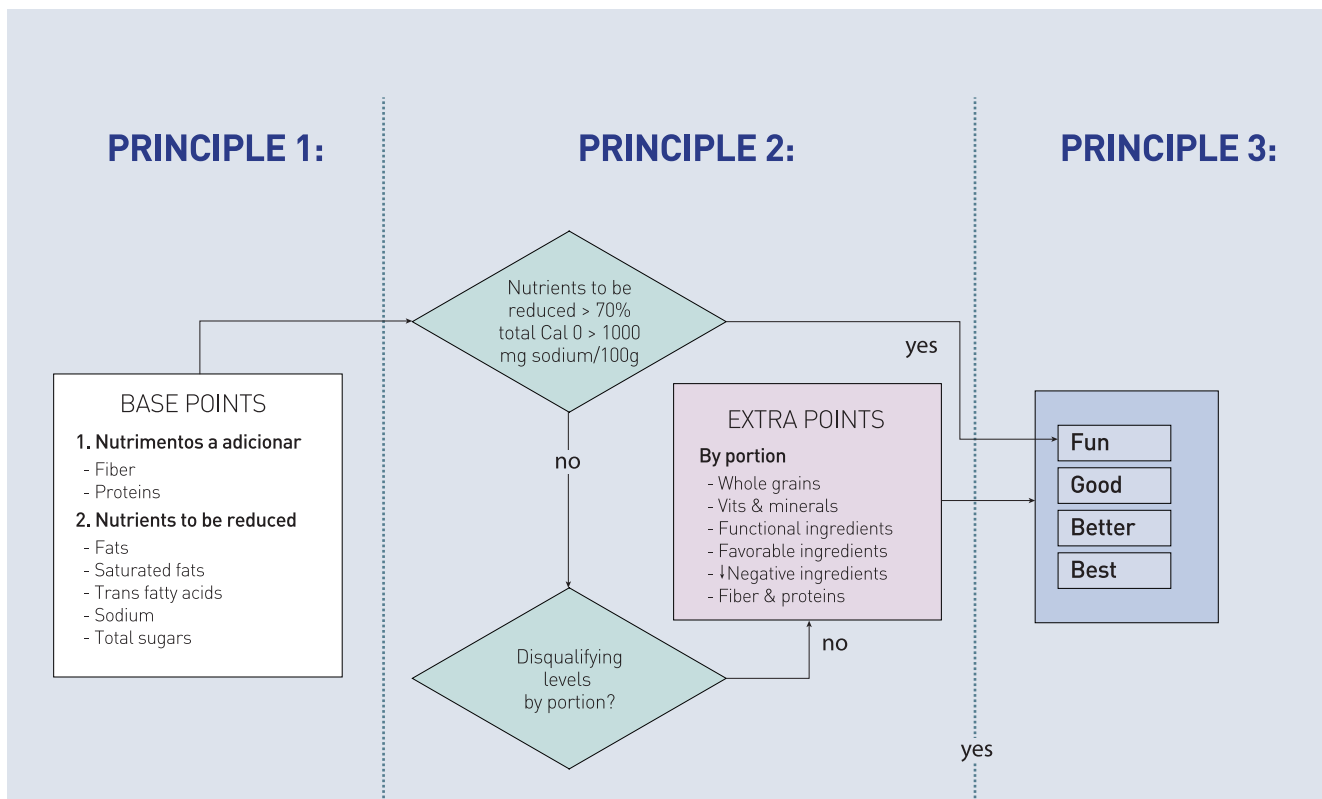 PRINCIPLE 1:
PRINCIPLE 2:
PRINCIPLE 3:
BASE POINTS
1. Nutrimentos a adicionar
- Fiber
- Proteins
2. Nutrients to be reduced
- Fats
- Saturated fats
- Trans fatty acids
- Sodium
- Total sugars
Nutrients to be
reduced > 70%
total Cal 0 > 1000
mg sodium/100g
yes
no
Disqualifying
levels
by portion?
no
yes
EXTRA POINTS
By portion
- Whole grains
- Vits & minerals
- Functional ingredients
- Favorable ingredients
- ↓Negative ingredients
- Fiber & proteins
Fun
Good
Better
Best